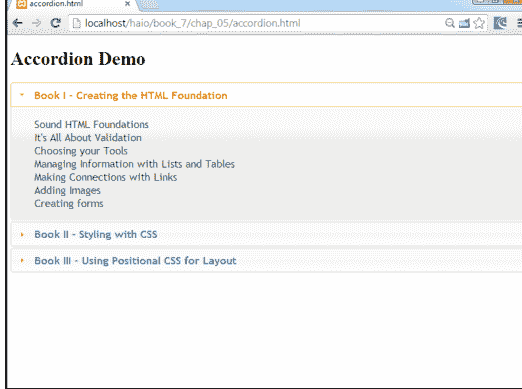 accordion.html
localhost/haio/book_7/chap_05/accordion.html
Accordion Demo
Book I - Creating the HTML Foundation
Sound HTML Foundations
It's All About Validation
Choosing your Tools
Managing Information with Lists and Tables
Making Connections with Links
Adding Images
Creating forms
Book II - Styling with CSS
Book III - Using Positional CSS for Layout